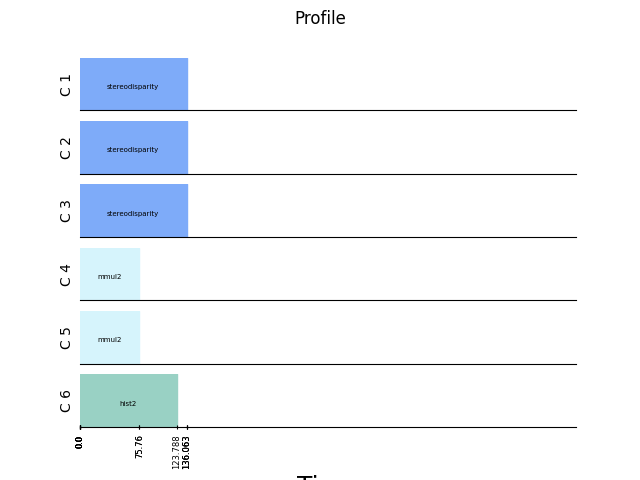 Profile
C 1
stereodisparity
C 2
stereodisparity
C 3
stereodisparity
C 4
mmul2
C 5
mmul2
C 6
hist2
0.0
75.76
123.788
136.063